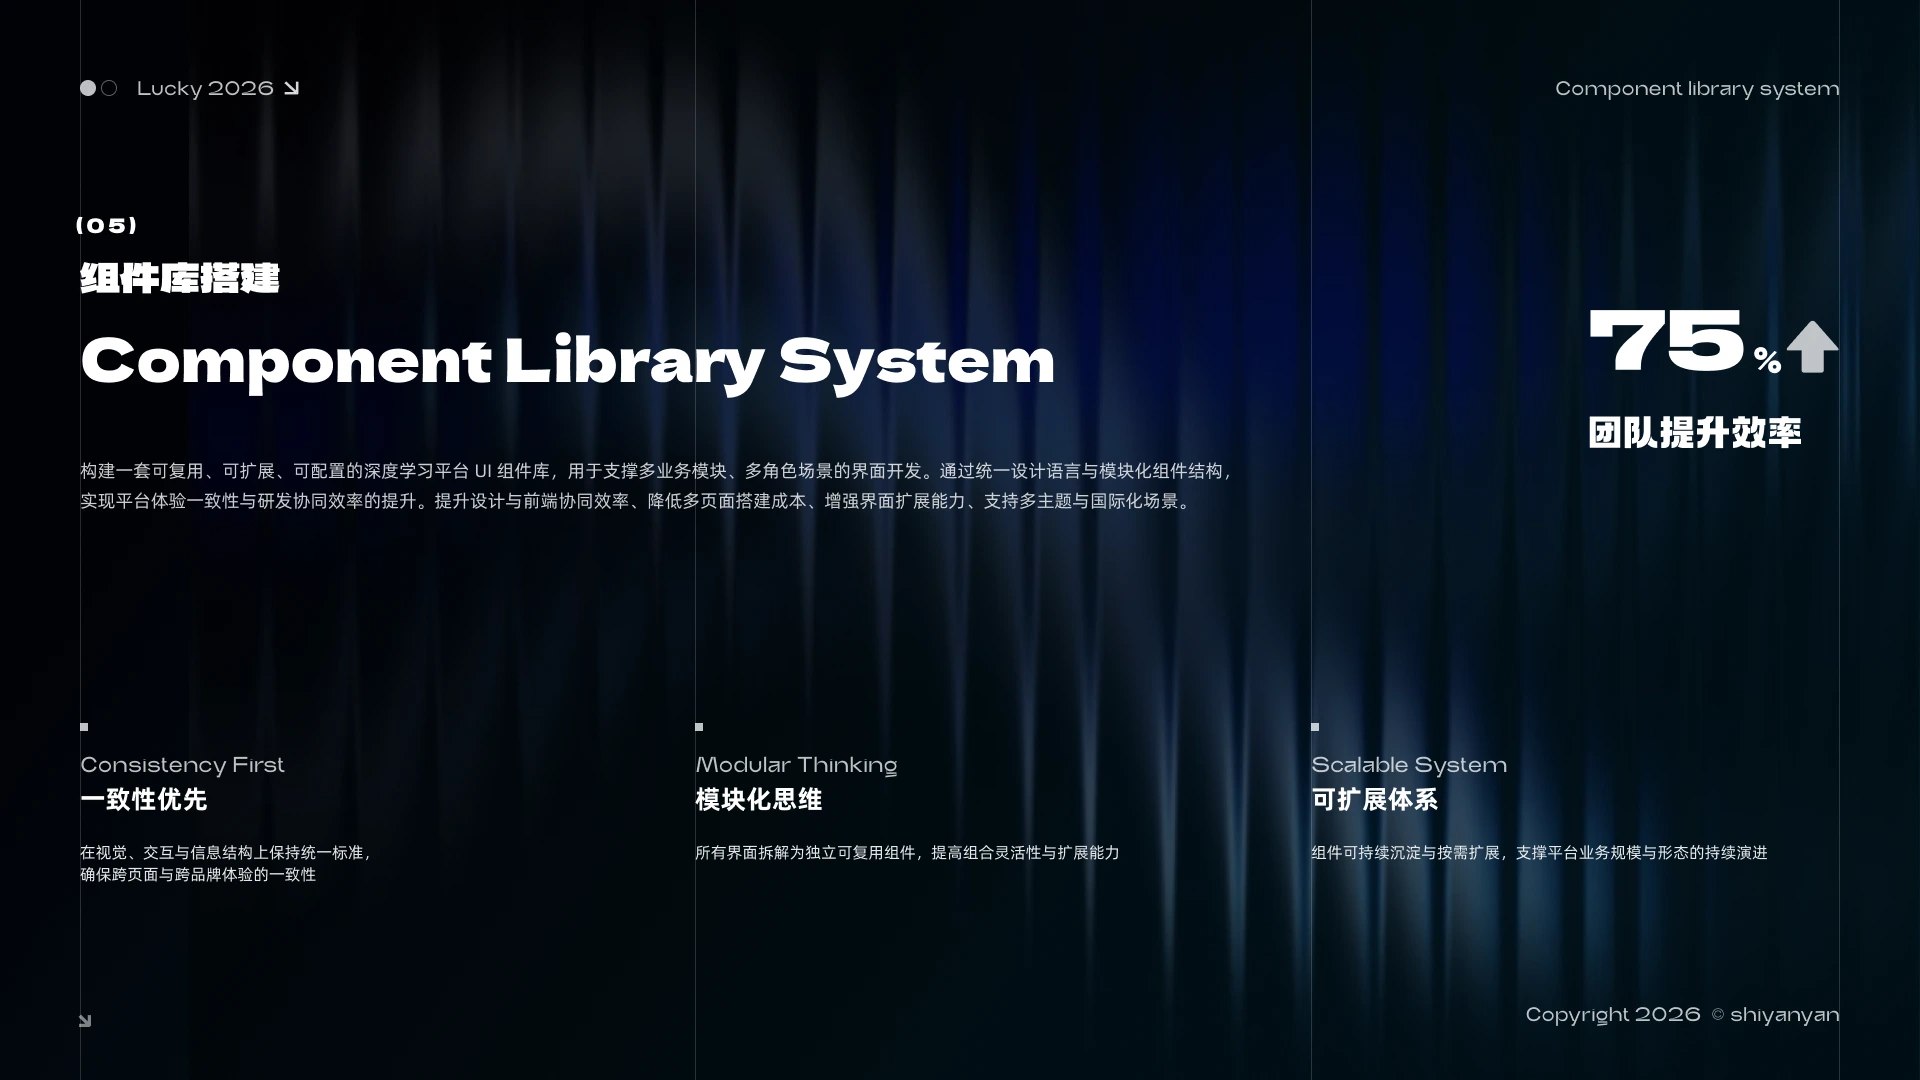 Lucky 2026
Component library system
(05)
组件库搭建
Component Library System
75%
团队提升效率
构建一套可复用、可扩展、可配置的深度学习平台 UI 组件库，用于支撑多业务模块、多角色场景的界面开发。通过统一设计语言与模块化组件结构，
实现平台体验一致性与研发协同效率的提升。提升设计与前端协同效率、降低多页面搭建成本、增强界面扩展能力、支持多主题与国际化场景。
Consistency First
一致性优先
在视觉、交互与信息结构上保持统一标准，
确保跨页面与跨品牌体验的一致性
Modular Thinking
模块化思维
所有界面拆解为独立可复用组件，提高组合灵活性与扩展能力
Scalable System
可扩展体系
组件可持续沉淀与按需扩展，支撑平台业务规模与形态的持续演进
Copyright 2026 © shiyanyan